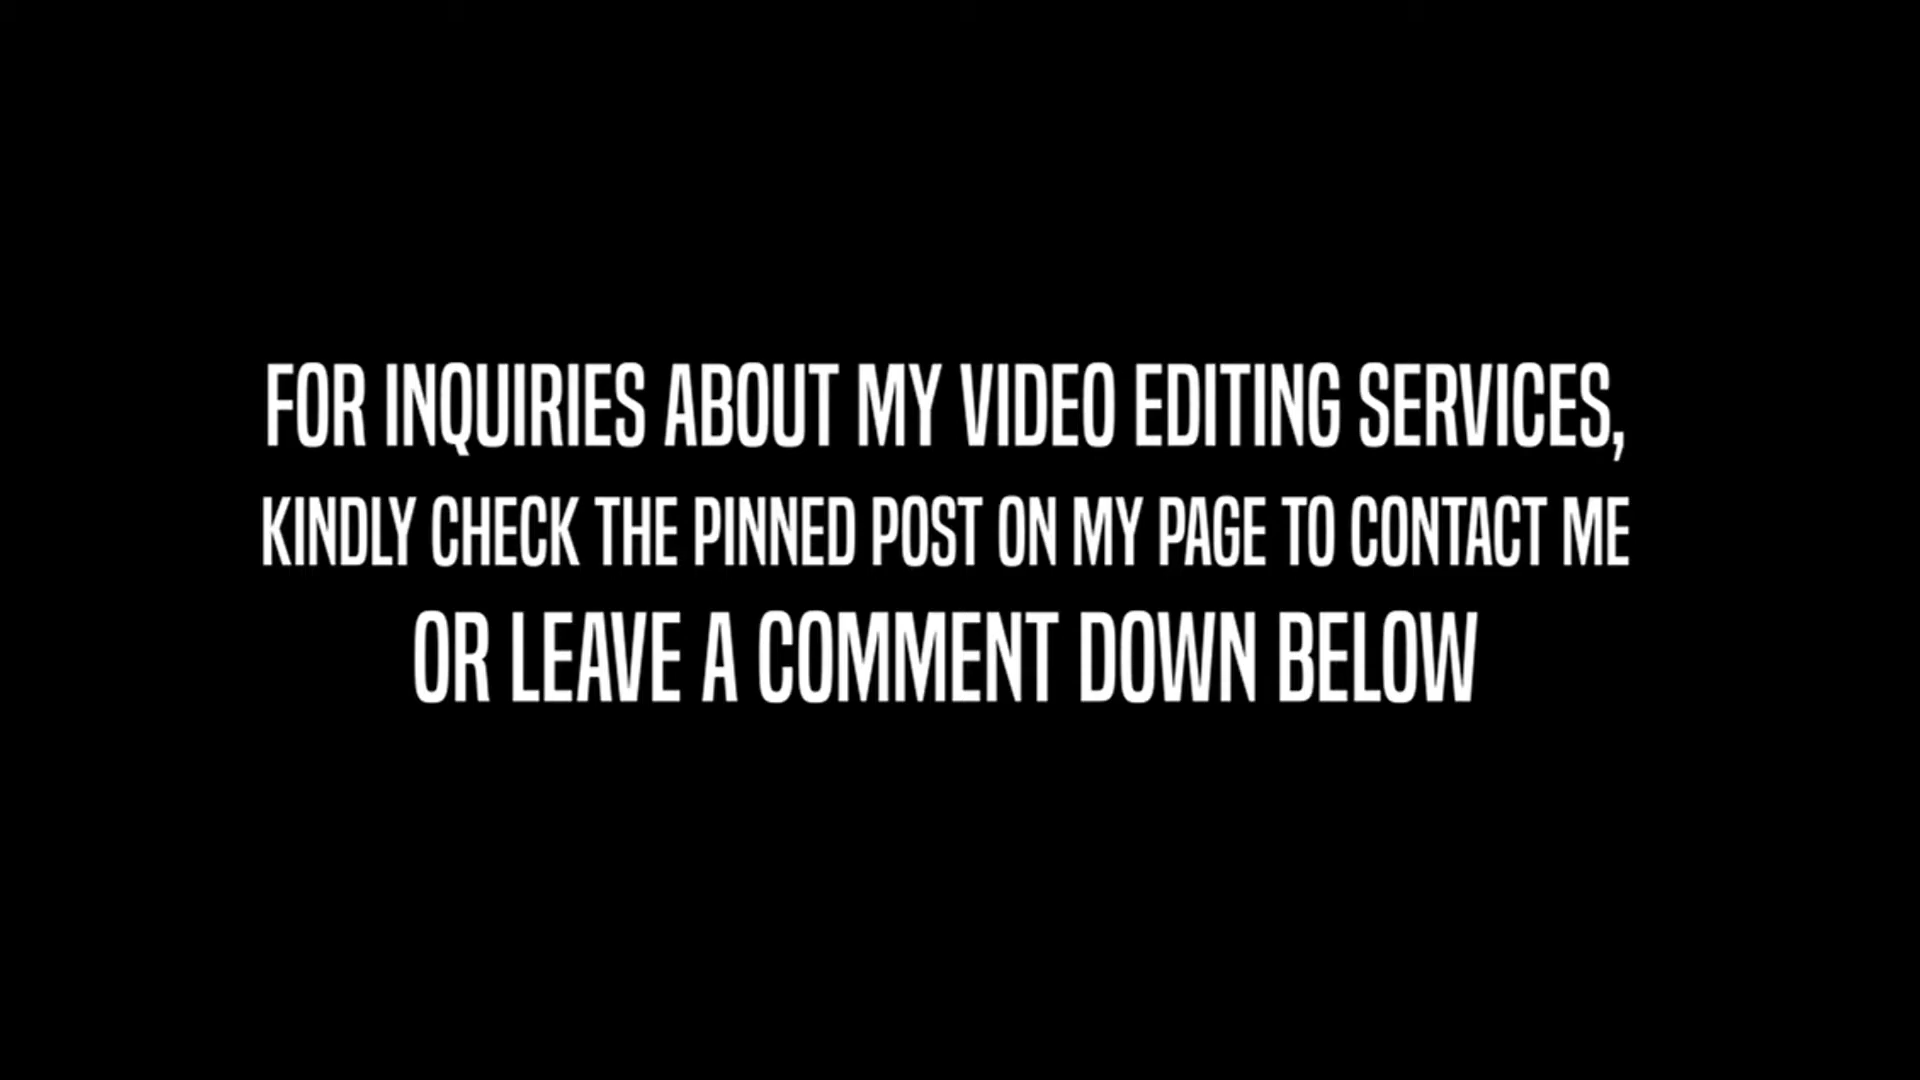 FOR INQUIRIES ABOUT MY VIDEO EDITING SERVICES,
KINDLY CHECK THE PINNED POST ON MY PAGE TO CONTACT ME
OR LEAVE A COMMENT DOWN BELOW